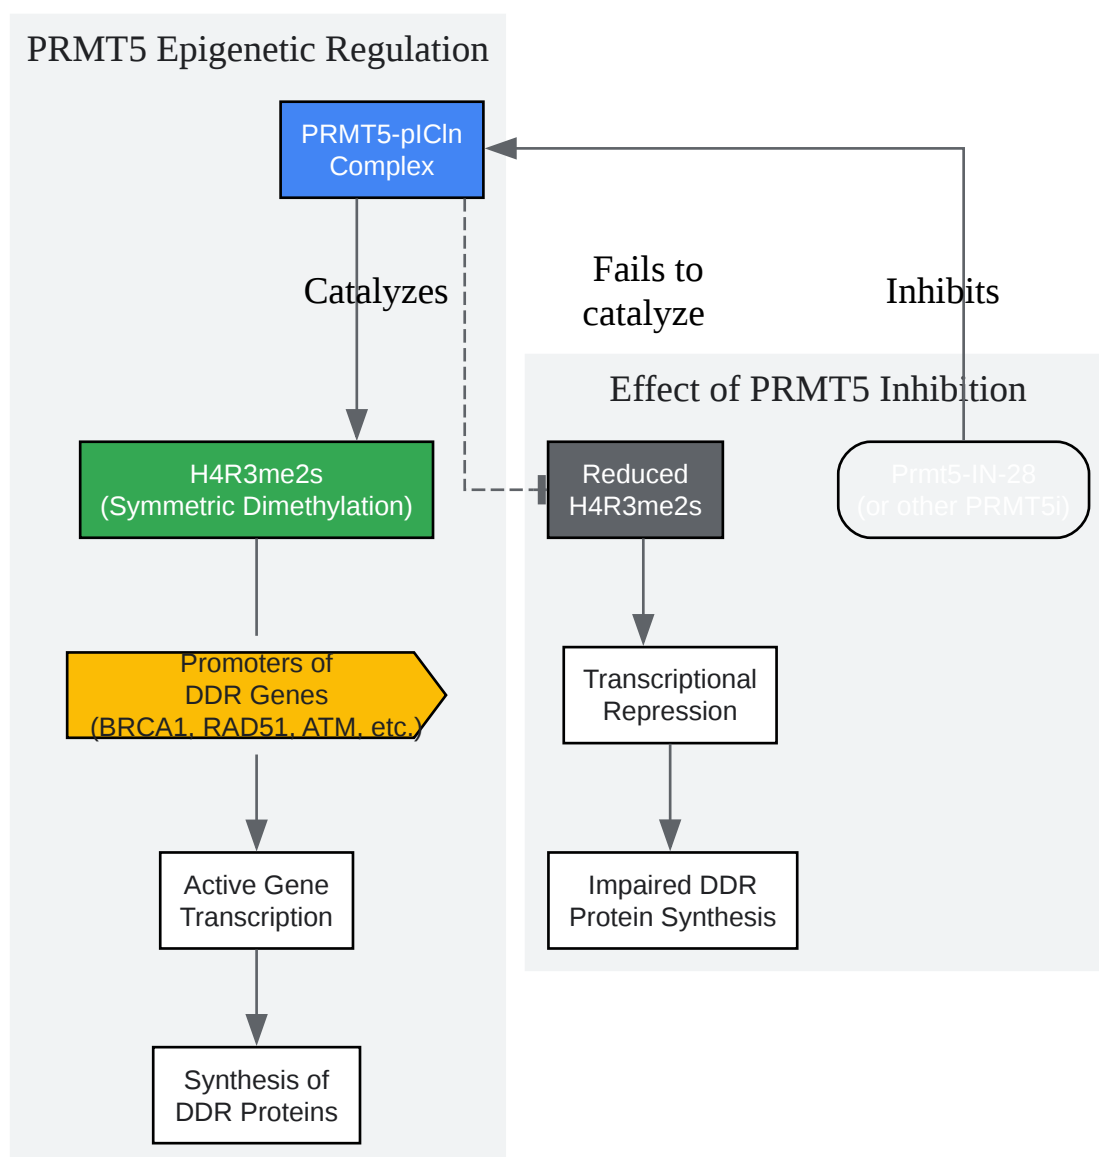 PRMT5 Epigenetic Regulation
PRMT5-pICln
Complex
Catalyzes
Fails to
catalyze
Inhibits
Effect of PRMT5 Inhibition
H4R3me2s
(Symmetric Dimethylation)
Reduced
H4R3me2s
Prmt5-IN-28
(or other PRMT5i)
Promoters of
DDR Genes
(BRCA1, RAD51, ATM, etc.)
Transcriptional
Repression
Active Gene
Transcription
Impaired DDR
Protein Synthesis
Synthesis of
DDR Proteins